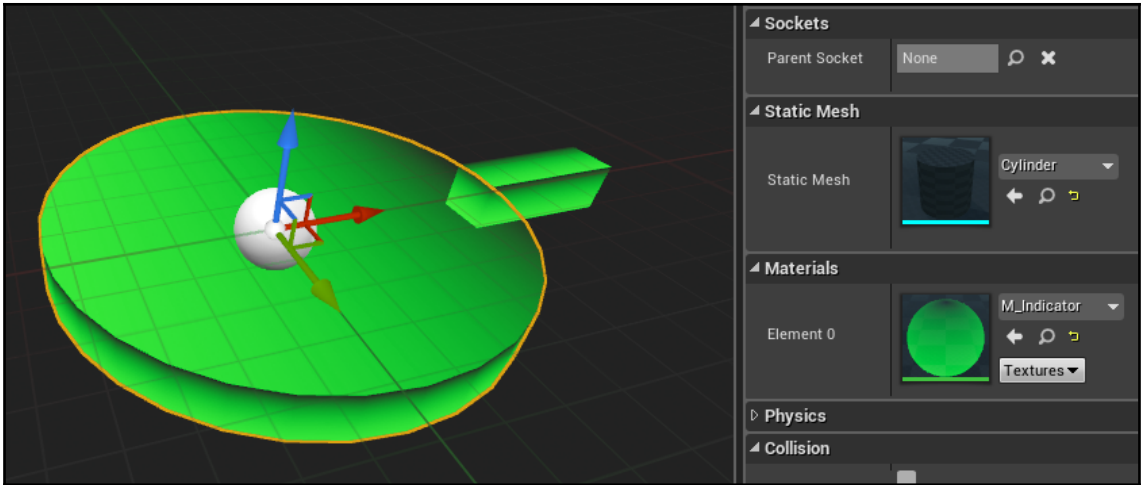 Sockets
Parent Socket
None
Static Mesh
Static Mesh
Cylinder
Materials
Element 0
M_Indicator
Textures
Physics
Collision